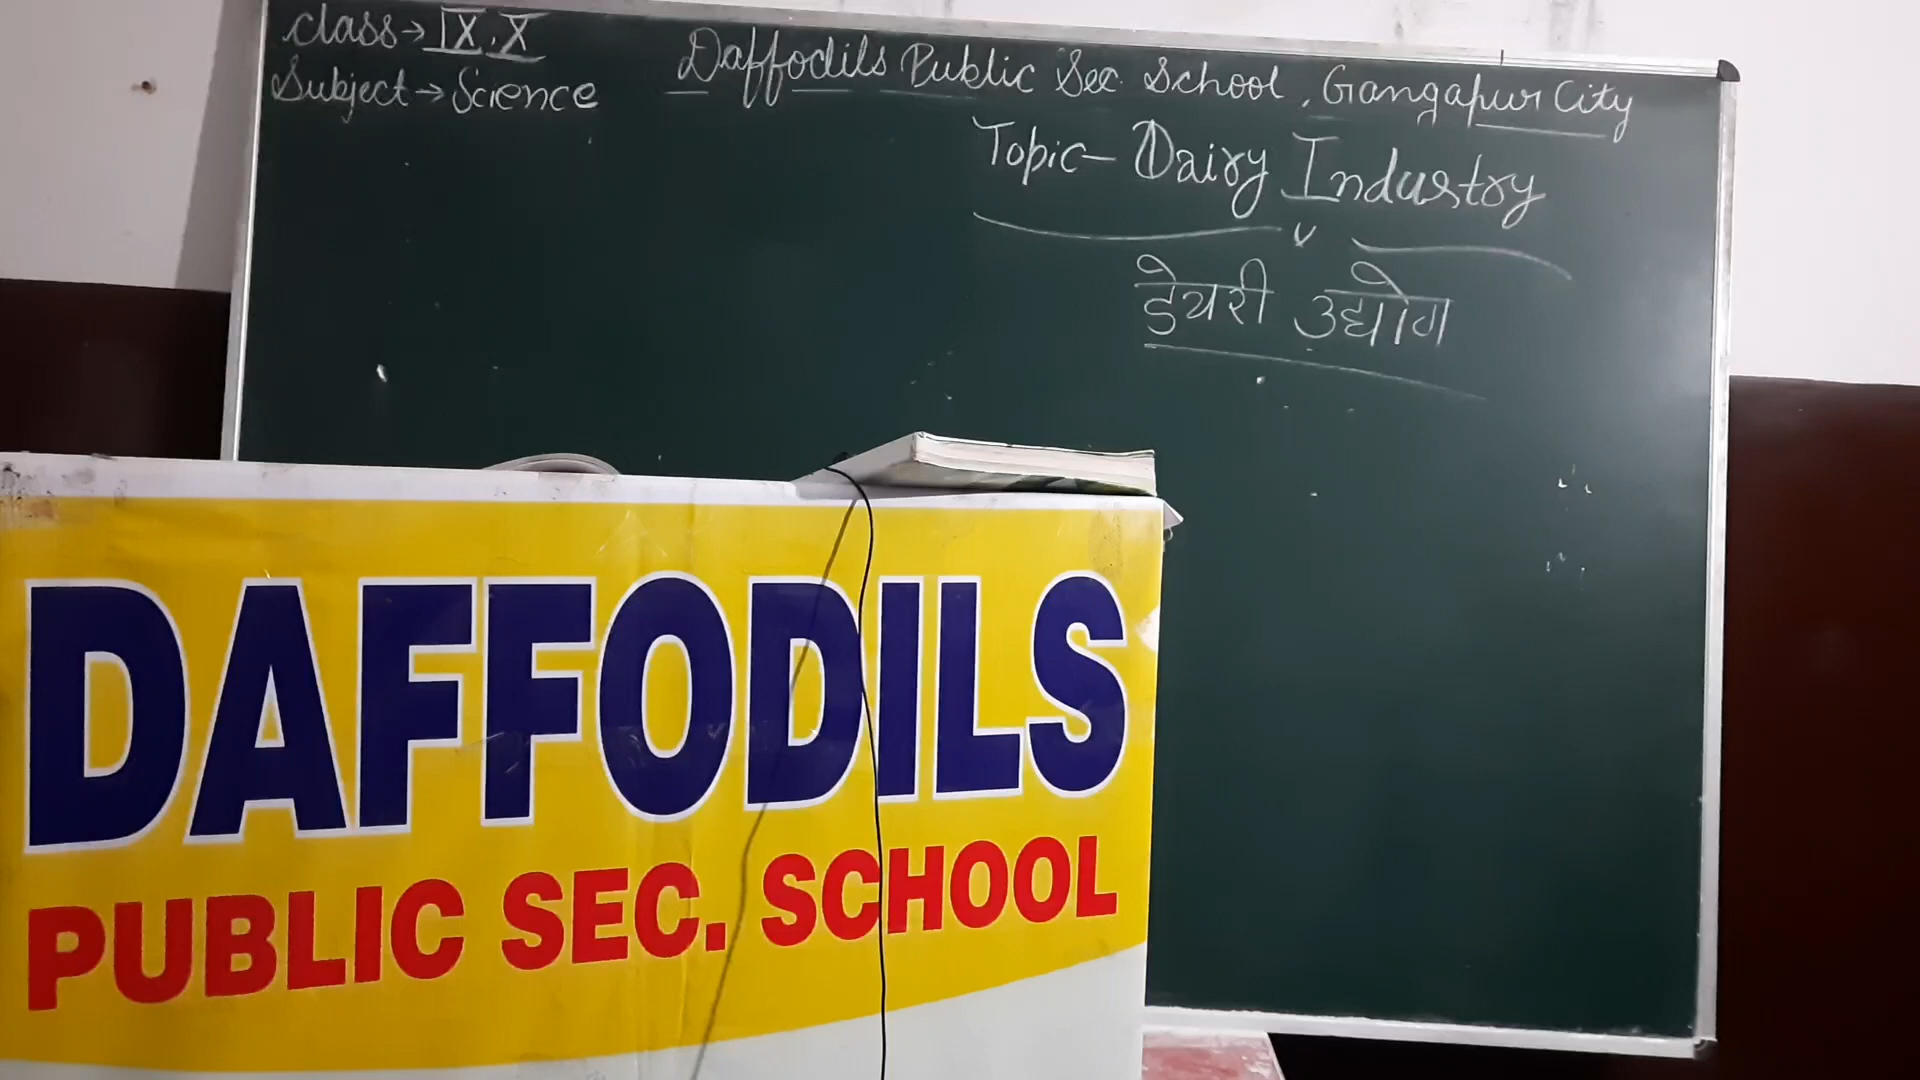 Class→ IX, X
Subject→ Science
Daffodils Public Sec. School, Gangapur City
Topic- Dairy Industry
डेयरी उद्योग
DAFFODILS
PUBLIC SEC. SCHOOL